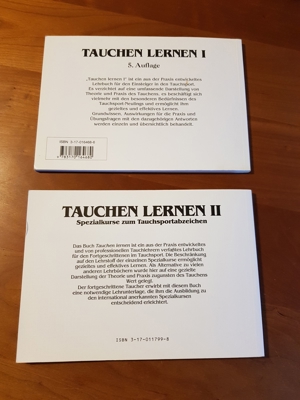 TAUCHEN LERNEN I
5. Auflage
„Tauchen lernen I" ist ein aus der Praxis entwickeltes
Lehrbuch für den Einsteiger in den Tauchsport.
Es verzichtet auf eine umfassende Darstellung von
Theorie und Praxis des Tauchens, es beschäftigt sich
vielmehr mit den besonderen Bedürfnissen des
Tauchsport Neulings und ermöglicht ihm
gezieltes und effektives Lernen.
Grundwissen, Auswirkungen für die Praxis und
Übungsfragen mit den dazugehörigen Antworten
werden einzeln und übersichtlich behandelt.
ISBN
TAUCHEN LERNEN II
Spezialkurse zum Tauchsportabzeichen
Das Buch Tauchen lernen ist ein aus der Praxis entwickeltes
und von professionellen Tauchlehrern verfaßtes Lehrbuch
für den Fortgeschrittenen im Tauchsport. Die Beschränkung
auf den Lehrstoff der einzelnen Spezialkurse ermöglicht
gezieltes und effektives Lernen. Als Alternative zu vielen
anderen Lehrbüchern wurde hier auf eine gezielte
Darstellung der Theorie und Praxis zugunsten des Tauchens
Wert gelegt.
Der fortgeschrittene Taucher erwirbt mit diesem Buch
eine notwendige Lehrunterlage, die ihm die Ausbildung zu
den international anerkannten Spezialkursen
entscheidend erleichtert.
ISBN 3-17-011799-8